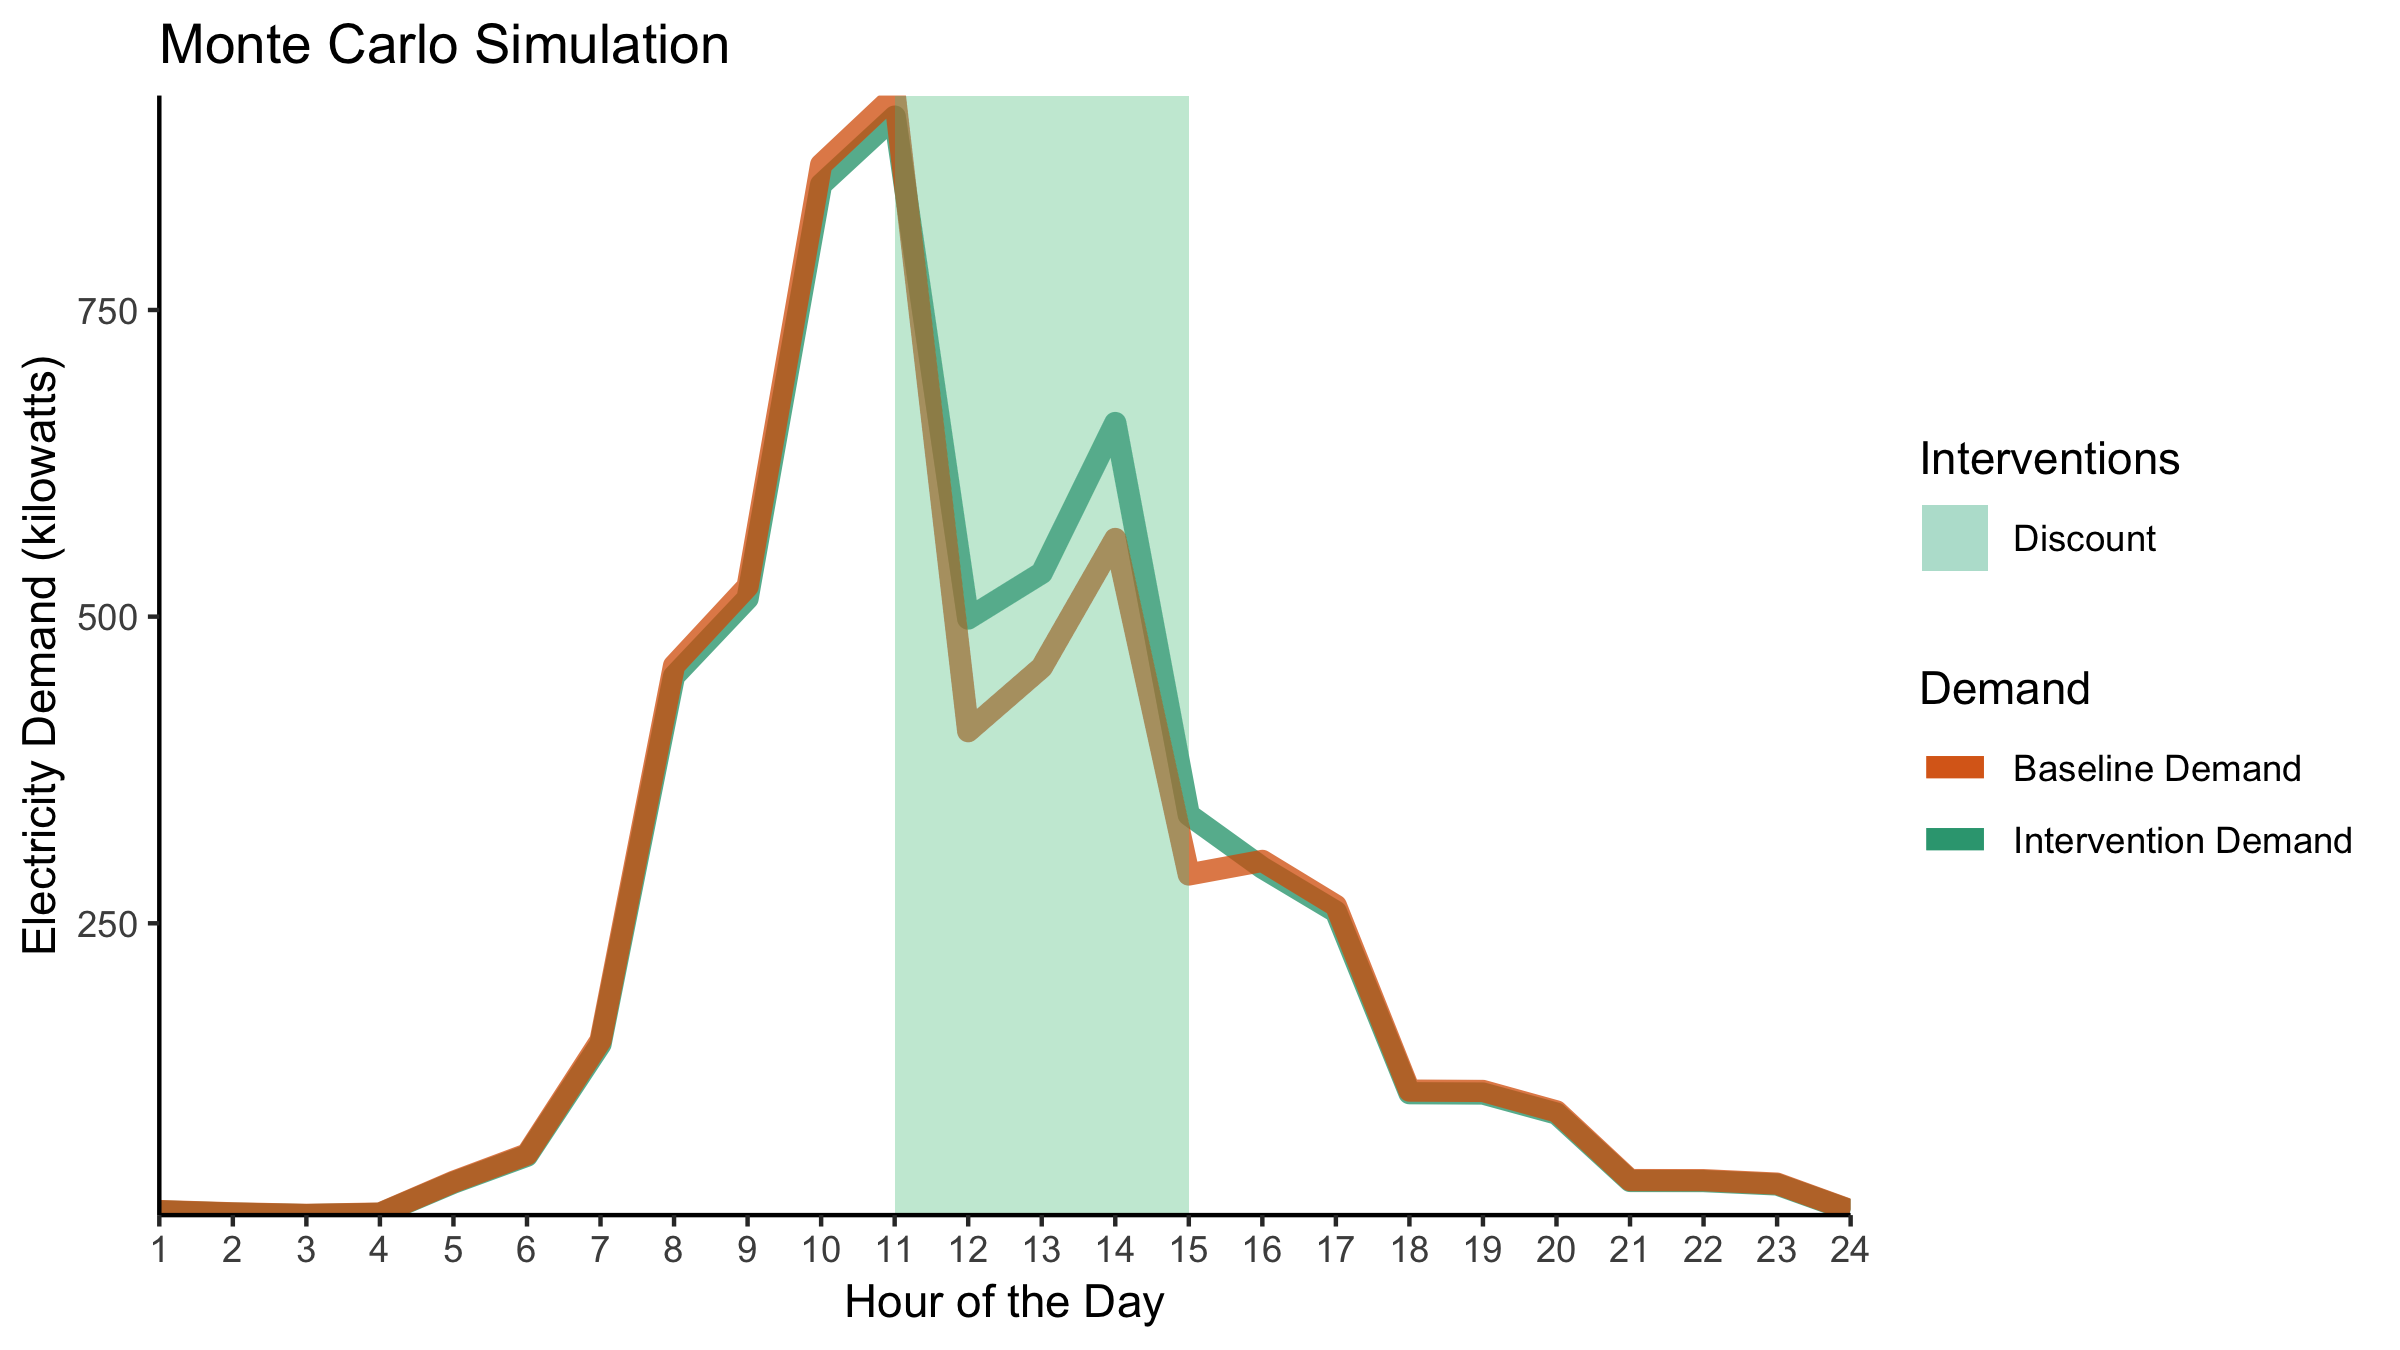 Monte Carlo Simulation
Electricity Demand (kilowatts)
750
500
250
1 2 3 4 5 6 7 8 9 10 11 12 13 14 15 16 17 18 19 20 21 22 23 24
Hour of the Day
Interventions
Discount
Demand
Baseline Demand
Intervention Demand